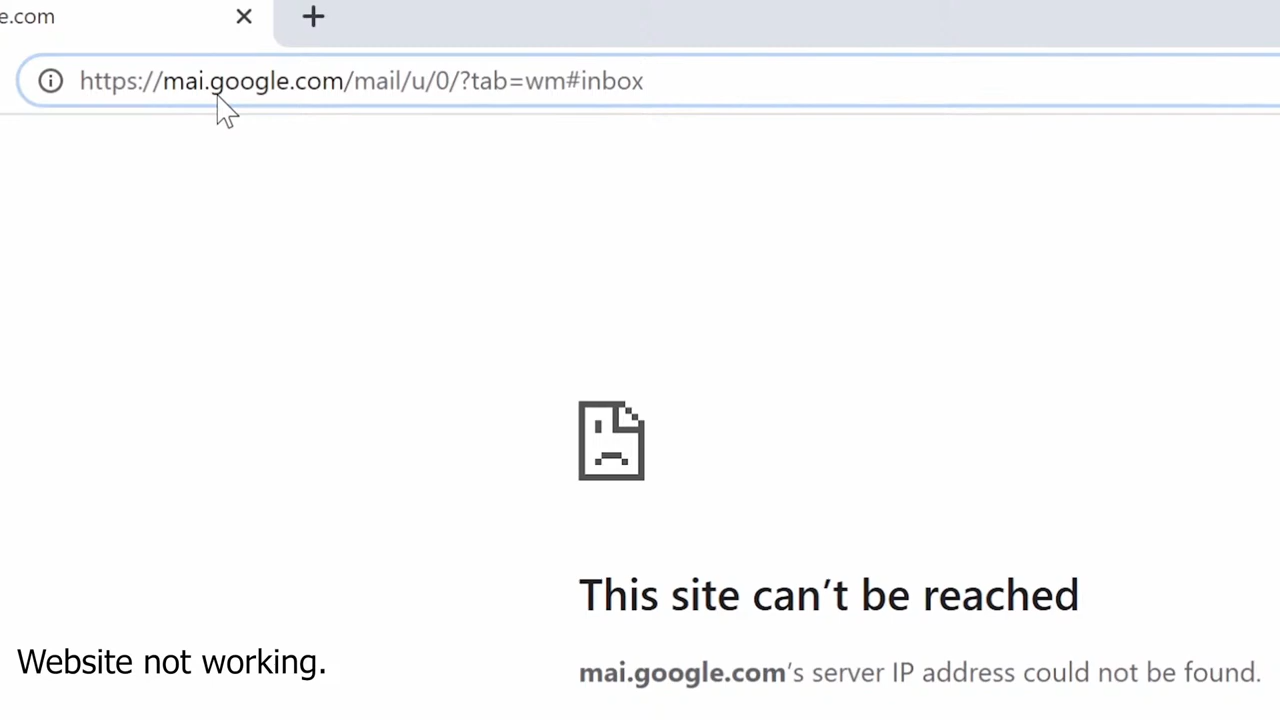 e.com
https://mai.google.com/mail/u/0/?tab=wm#inbox
This site can’t be reached
Website not working.
mai.google.com’s server IP address could not be found.